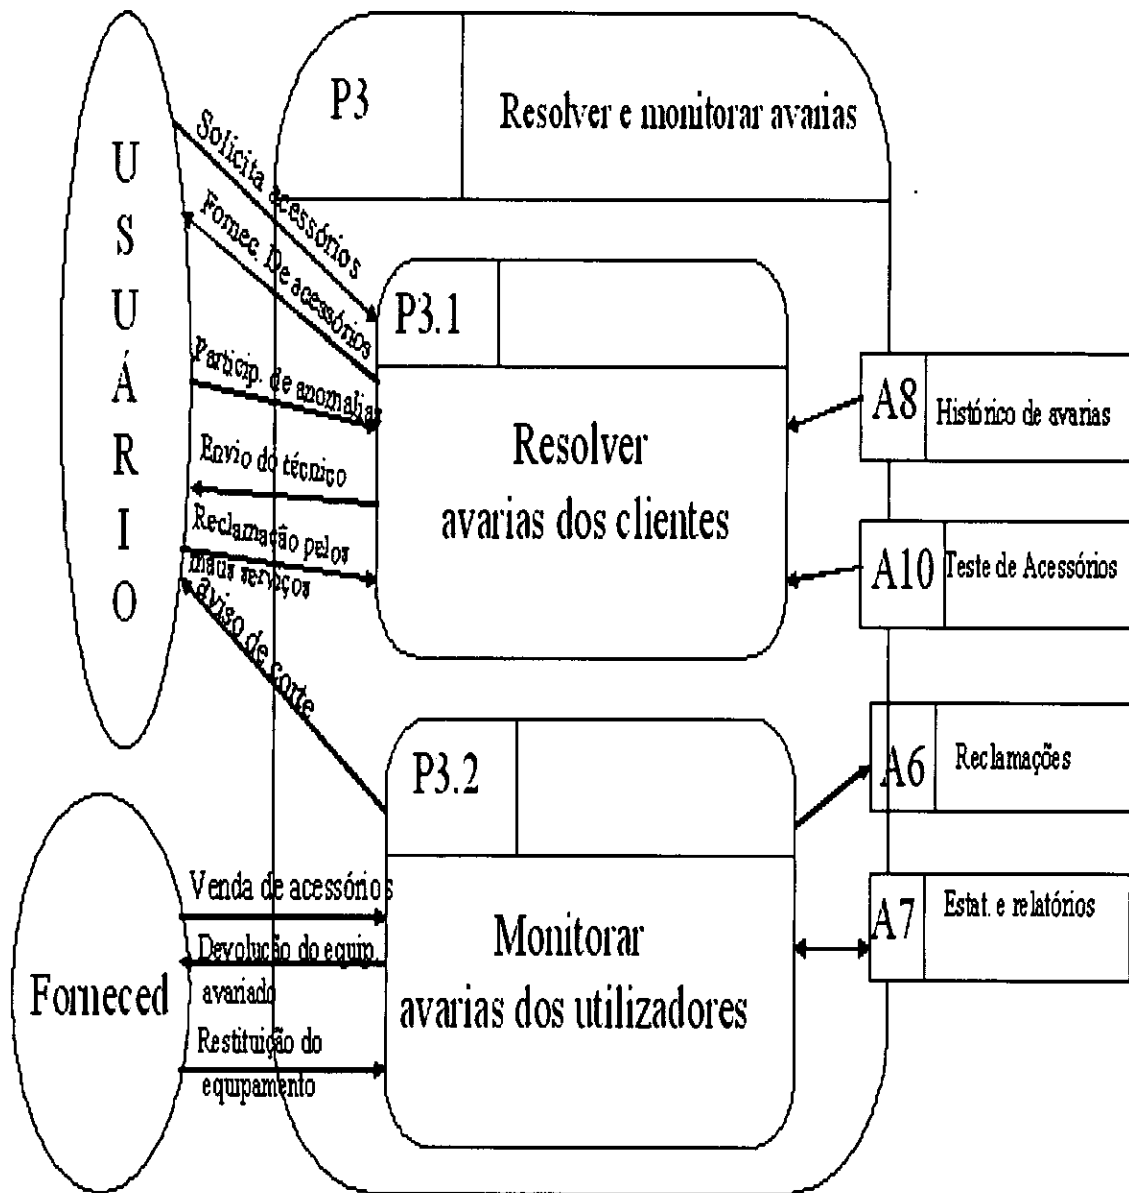 P3
Resolver e monitorar avarias
USUÁRIO
Solicita acessórios
Fornec. De acessórios
Particip. de anomalias
Envio do técnico
Reclamação pelos
maus serviços
aviso de corte
P3.1
Resolver
avarias dos clientes
A8
Histórico de avarias
A10
Teste de Acessórios
P3.2
Monitorar
avarias dos utilizadores
A6
Reclamações
A7
Estat. e relatórios
Forneced
Venda de acessórios
Devolução do equip.
avariado
Restituição do
equipamento